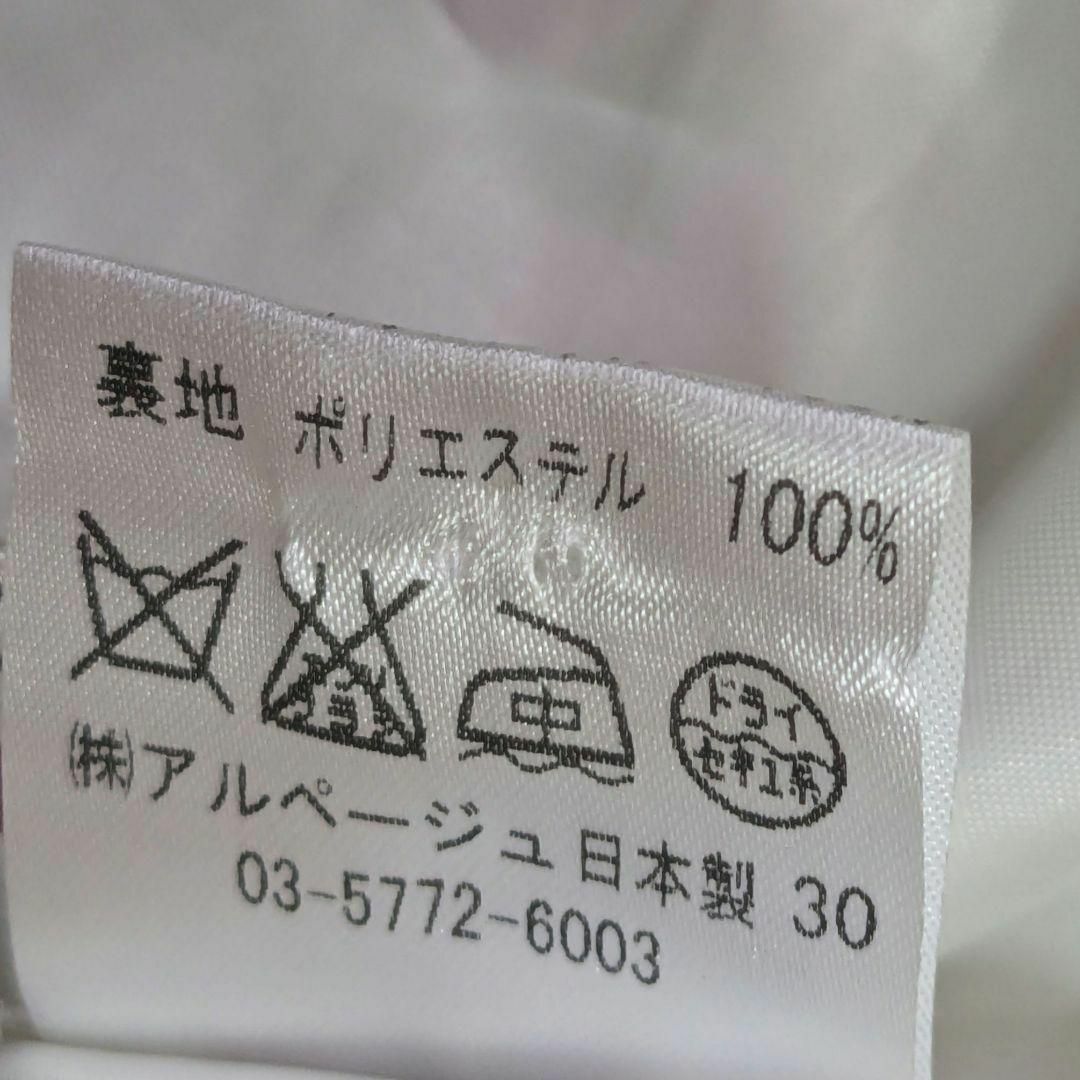 裏地 ポリエステル 100%
中
ドライ
セキユ系
㈱アルページュ日本製 30
03-5772-6003